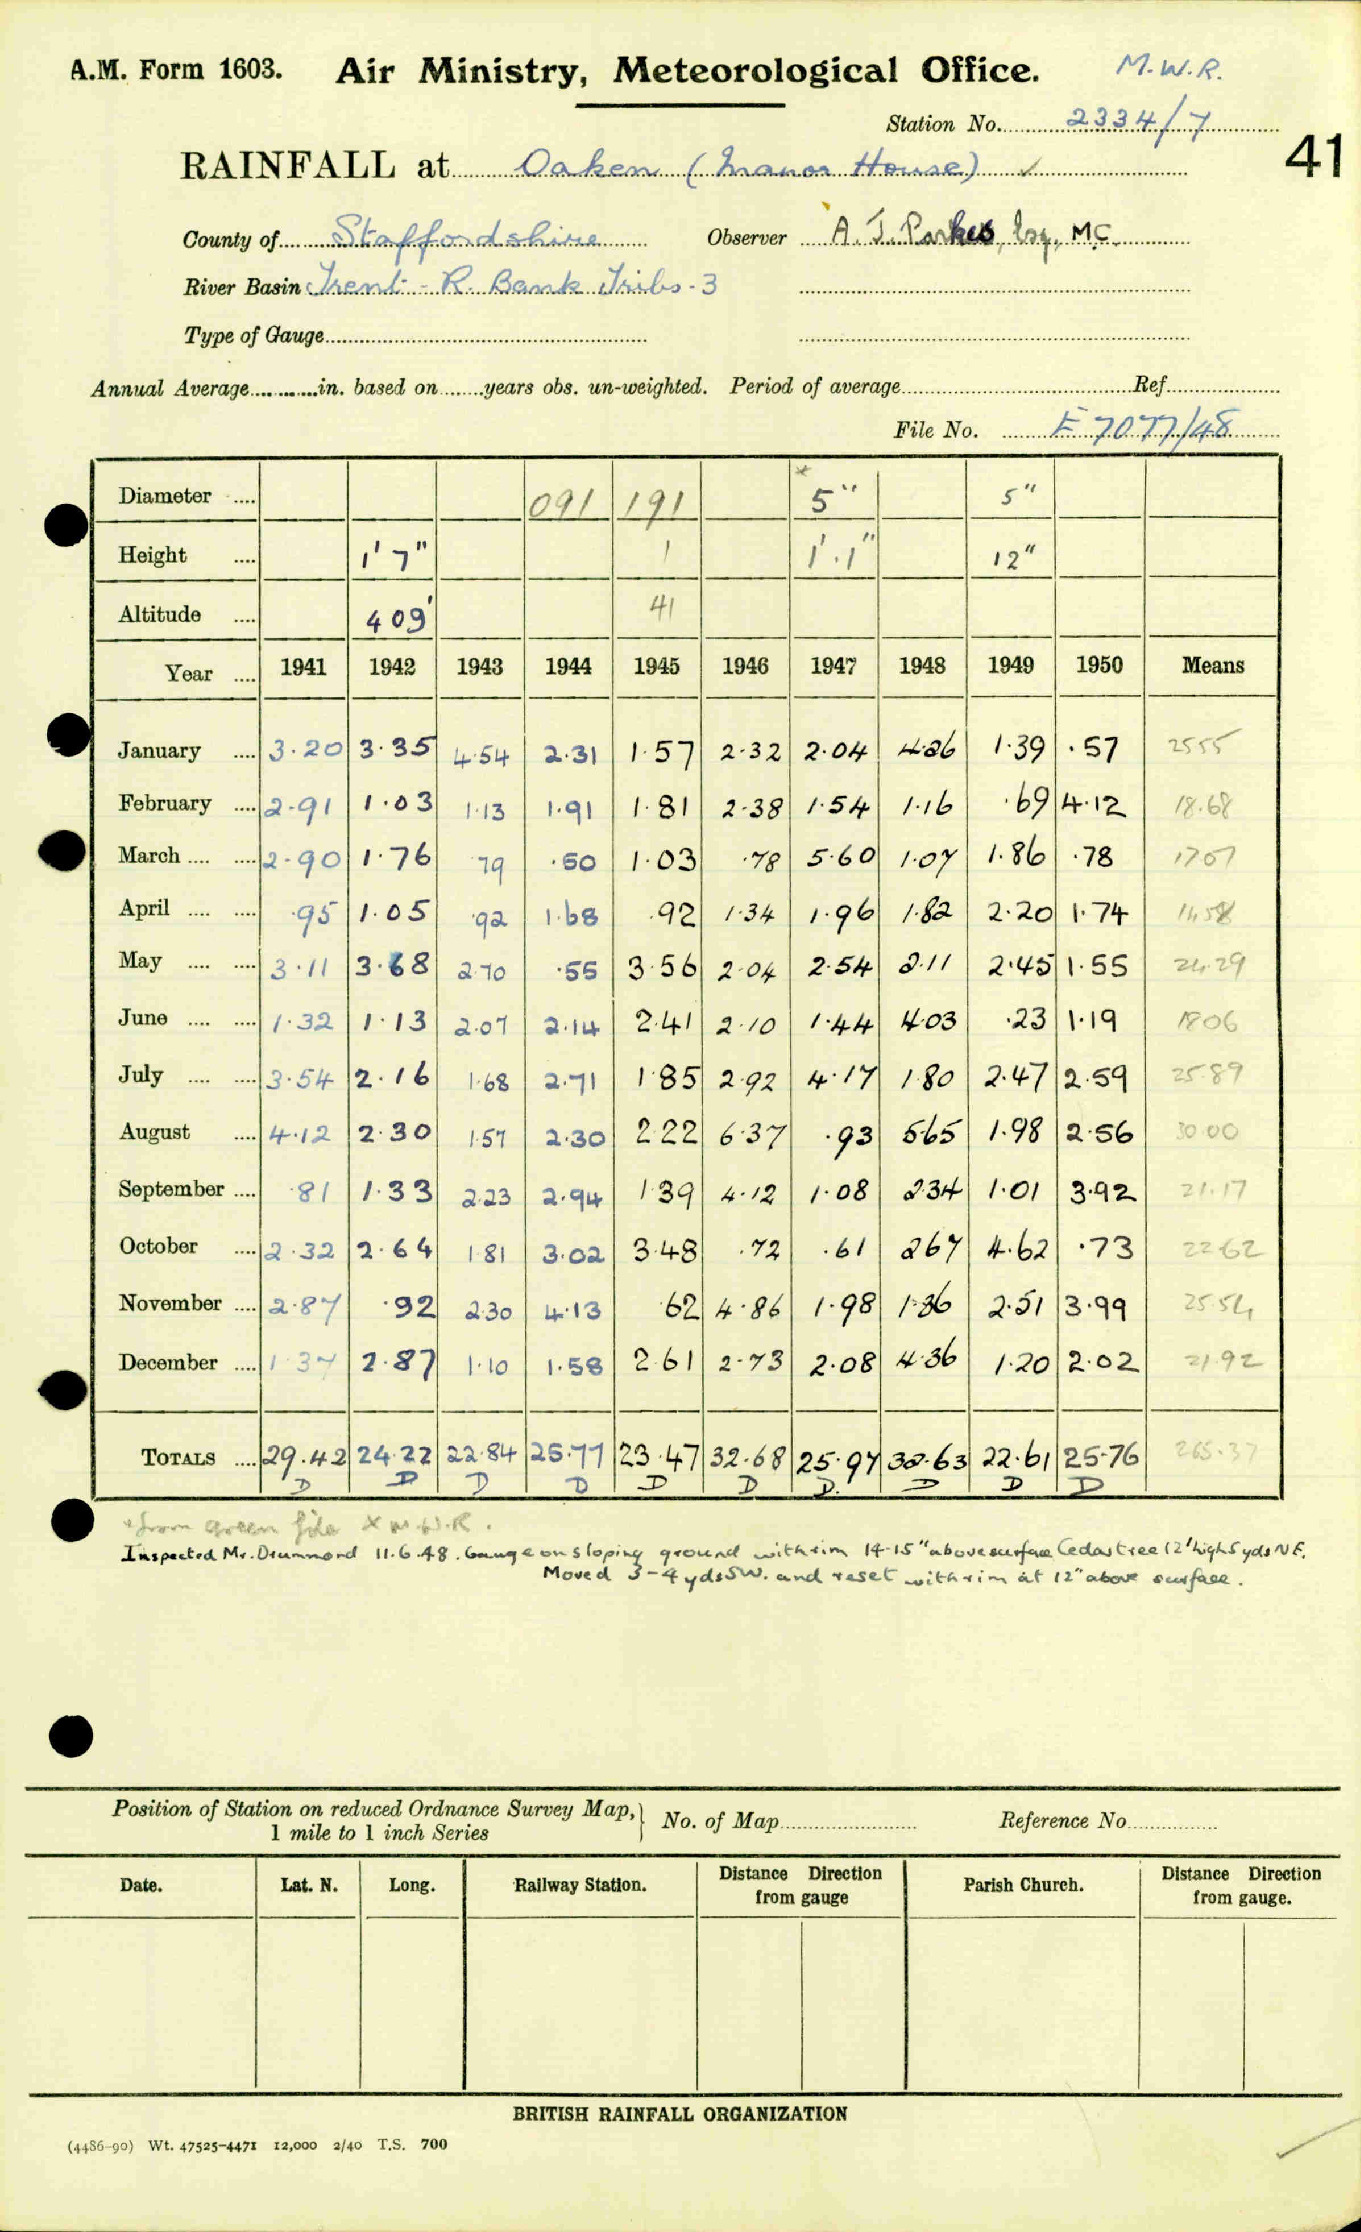 A.M. Form 1603. Air Ministry, Meteorological Office. M.W.R.
Station No. 2334/7
41
RAINFALL at Oaken (Manor House) ✓
County of Staffordshire Observer A. J. Parkes, Esq., M.C.
River Basin Trent - R. Bank Tribs - 3
Type of Gauge
Annual Average in. based on years obs. un-weighted. Period of average Ref
File No. E 7077/48
Diameter 091 191 * 5" 5"
Height 1' 7" 1 1'.1" 12"
Altitude 409' 41
Year 1941 1942 1943 1944 1945 1946 1947 1948 1949 1950 Means
January 3.20 3.35 4.54 2.31 1.57 2.32 2.04 4.26 1.39 .57 2555
February 2.91 1.03 1.13 1.91 1.81 2.38 1.54 1.16 .69 4.12 18.68
March 2.90 1.76 79 .50 1.03 .78 5.60 1.07 1.86 .78 1707
April .95 1.05 .92 1.68 .92 1.34 1.96 1.82 2.20 1.74 1458
May 3.11 3.68 2.70 .55 3.56 2.04 2.54 2.11 2.45 1.55 24.29
June 1.32 1.13 2.07 2.14 2.41 2.10 1.44 4.03 .23 1.19 1806
July 3.54 2.16 1.68 2.71 1.85 2.92 4.17 1.80 2.47 2.59 25.89
August 4.12 2.30 1.57 2.30 2.22 6.37 .93 5.65 1.98 2.56 30.00
September .81 1.33 2.23 2.94 1.39 4.12 1.08 2.34 1.01 3.92 21.17
October 2.32 2.64 1.81 3.02 3.48 .72 .61 2.67 4.62 .73 22.62
November 2.87 .92 2.30 4.13 .62 4.86 1.98 1.36 2.51 3.99 25.54
December 1.37 2.87 1.10 1.58 2.61 2.73 2.08 4.36 1.20 2.02 21.92
TOTALS 29.42 24.22 22.84 25.77 23.47 32.68 25.97 32.63 22.61 25.76 265.37
D D D D D D D. D D D
* from green file & M.W.R.
Inspected Mr. Drummond 11.6.48. Gauge on sloping ground with rim 14-15" above surface Cedar tree 12' high 5 yds NE.
Moved 3-4 yds SW. and reset with rim at 12" above surface.
Position of Station on reduced Ordnance Survey Map, No. of Map Reference No.
1 mile to 1 inch Series
Date. Lat. N. Long. Railway Station. Distance Direction from gauge Parish Church. Distance Direction from gauge.
BRITISH RAINFALL ORGANIZATION
(4486-90) Wt. 47525-4471 12,000 2/40 T.S. 700